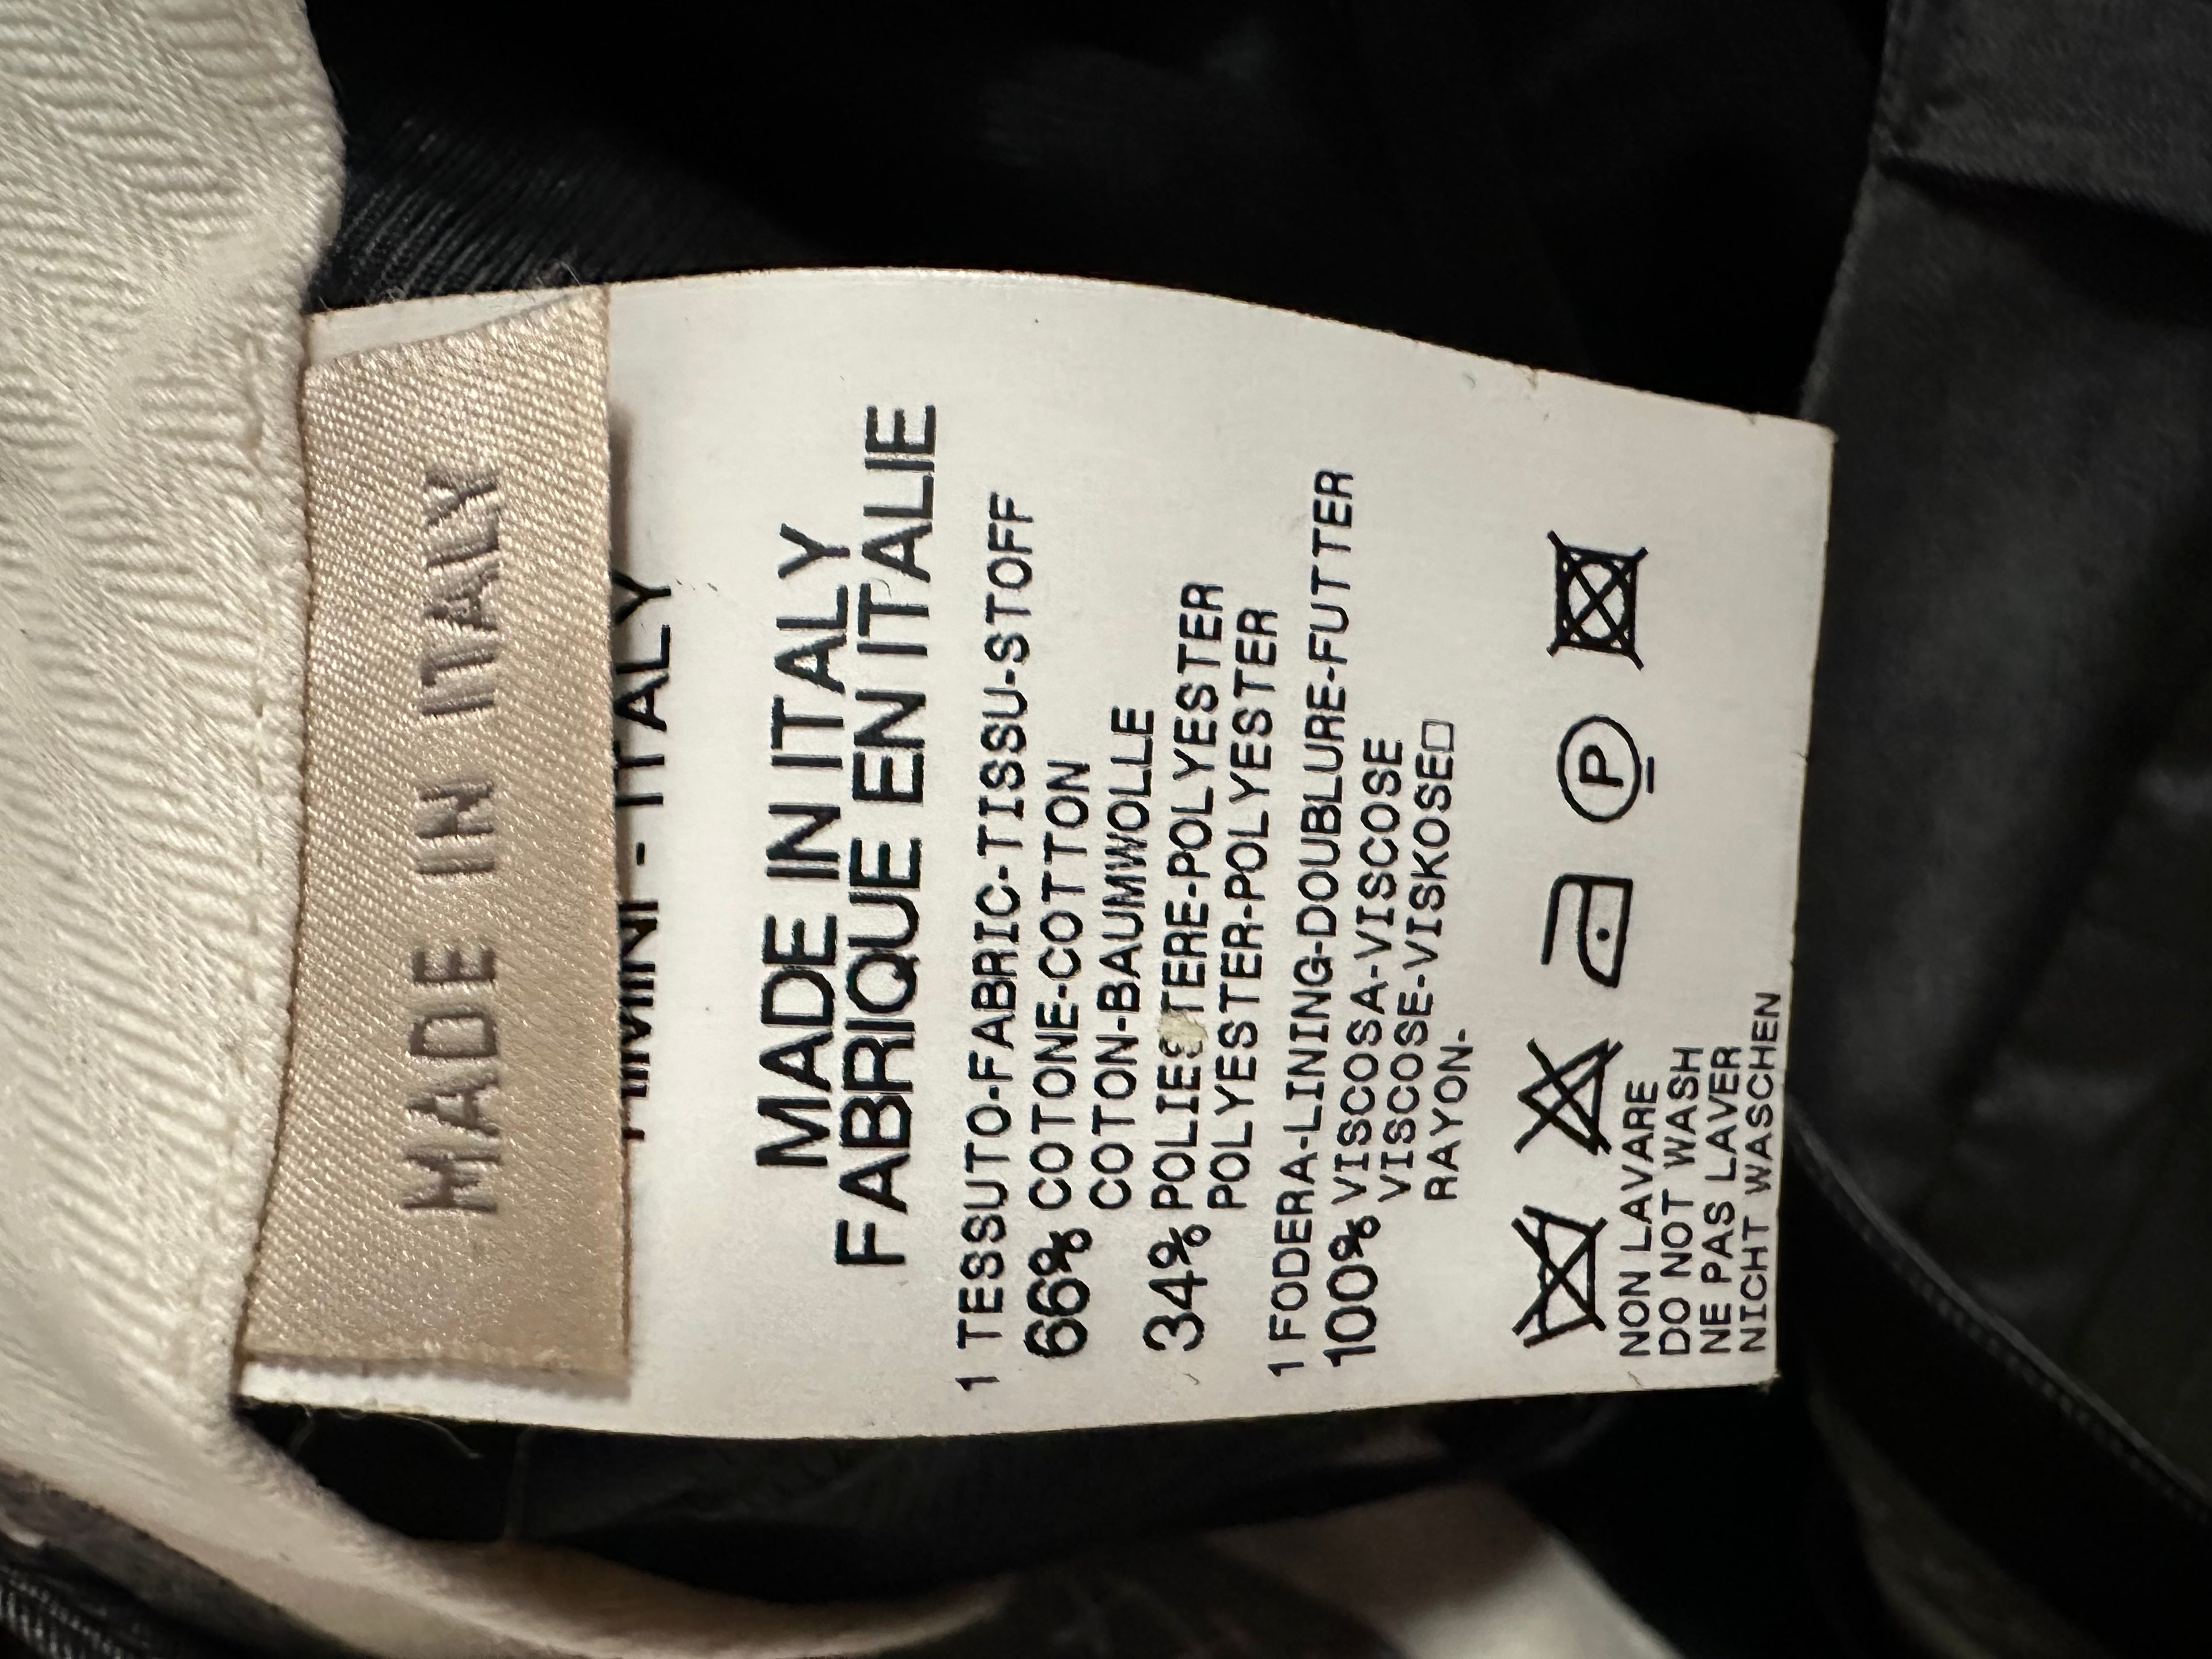 MADE IN ITALY
- ITALY
MADE IN ITALY
FABRIQUE EN ITALIE
1 TESSUTO-FABRIC-TISSU-STOFF
66% COTONE-COTTON
COTON-BAUMWOLLE
34% POLIESTERE-POLYESTER
POLYESTER-POLYESTER
1 FODERA-LINING-DOUBLURE-FUTTER
100% VISCOSA-VISCOSE
VISCOSE-VISKOSE□
RAYON-
P
NON LAVARE
DO NOT WASH
NE PAS LAVER
NICHT WASCHEN